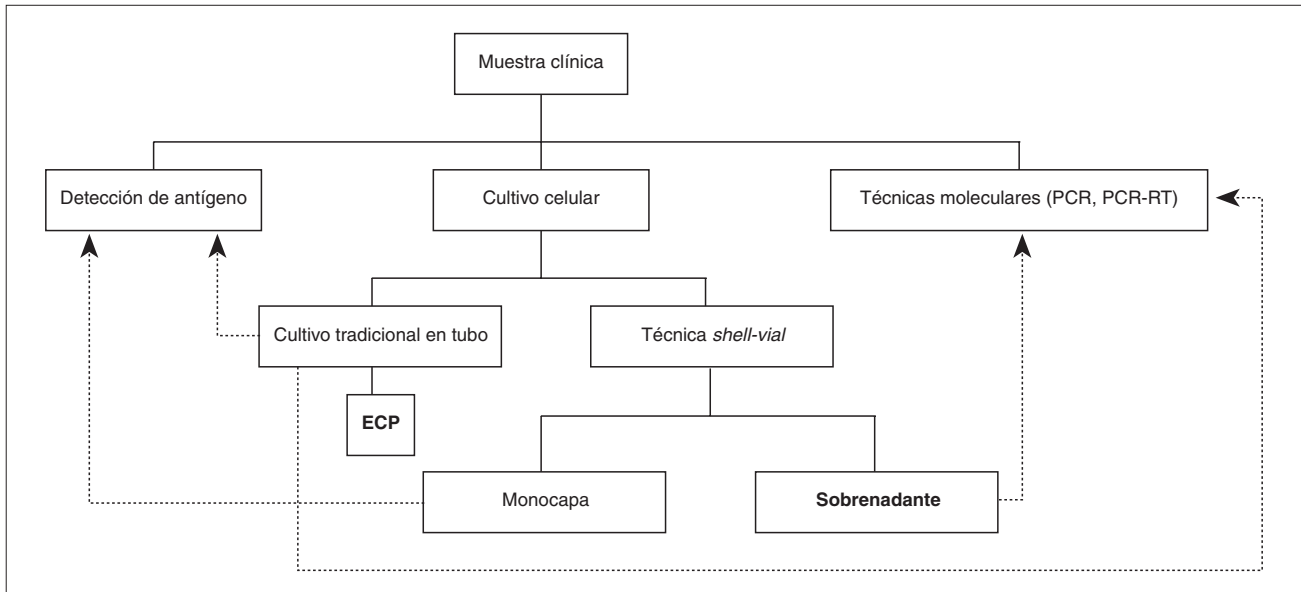 Muestra clínica
Detección de antígeno
Cultivo celular
Técnicas moleculares (PCR, PCR-RT)
Cultivo tradicional en tubo
Técnica shell-vial
ECP
Monocapa
Sobrenadante